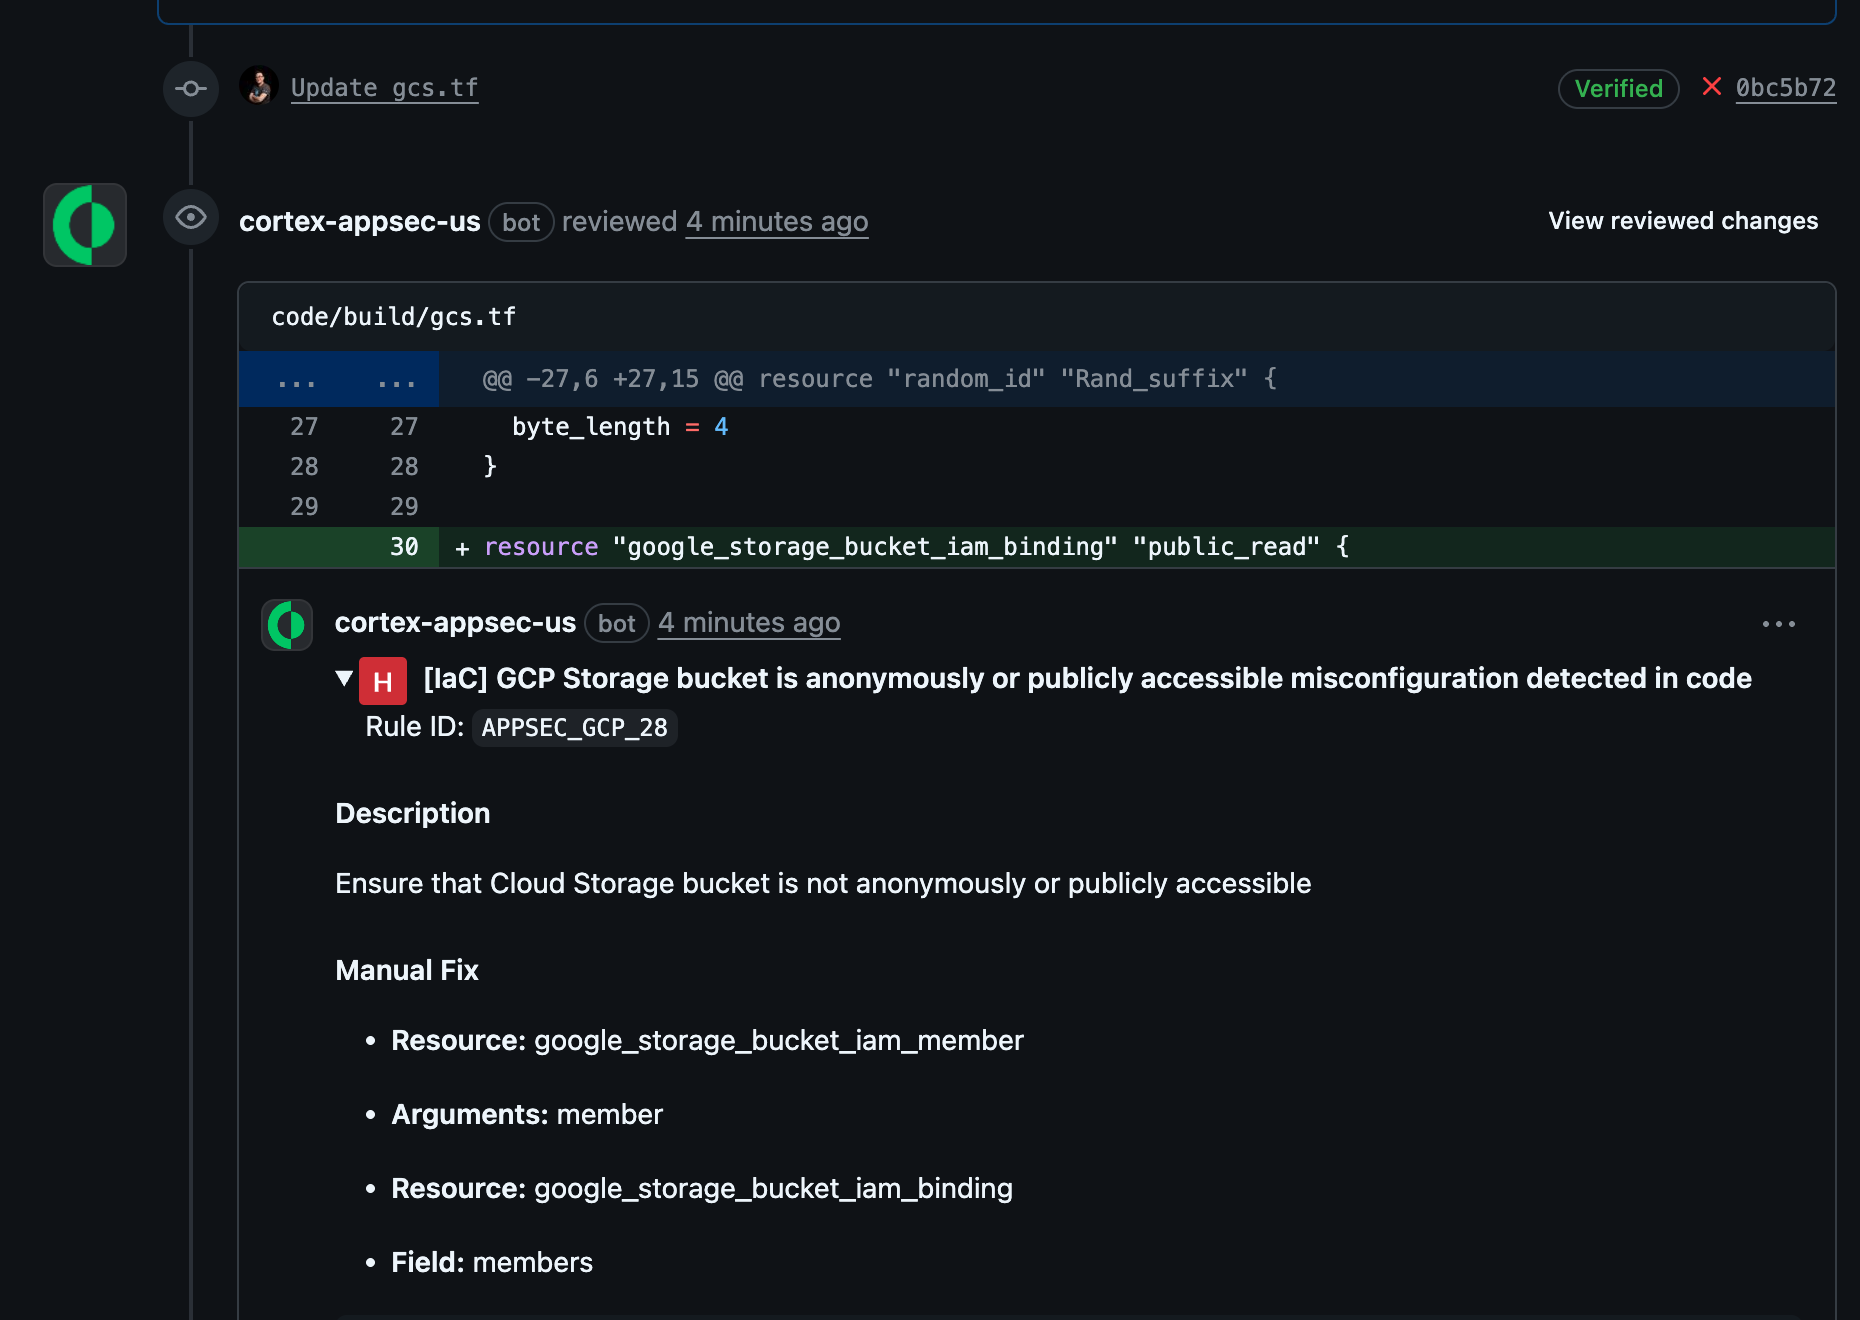 Update gcs.tf
Verified
0bc5b72
cortex-appsec-us bot reviewed 4 minutes ago
View reviewed changes
code/build/gcs.tf
... ... @@ -27,6 +27,15 @@ resource "random_id" "Rand_suffix" {
27 27 byte_length = 4
28 28 }
29 29
30 + resource "google_storage_bucket_iam_binding" "public_read" {
cortex-appsec-us bot 4 minutes ago
H [IaC] GCP Storage bucket is anonymously or publicly accessible misconfiguration detected in code
Rule ID: APPSEC_GCP_28
Description
Ensure that Cloud Storage bucket is not anonymously or publicly accessible
Manual Fix
• Resource: google_storage_bucket_iam_member
• Arguments: member
• Resource: google_storage_bucket_iam_binding
• Field: members